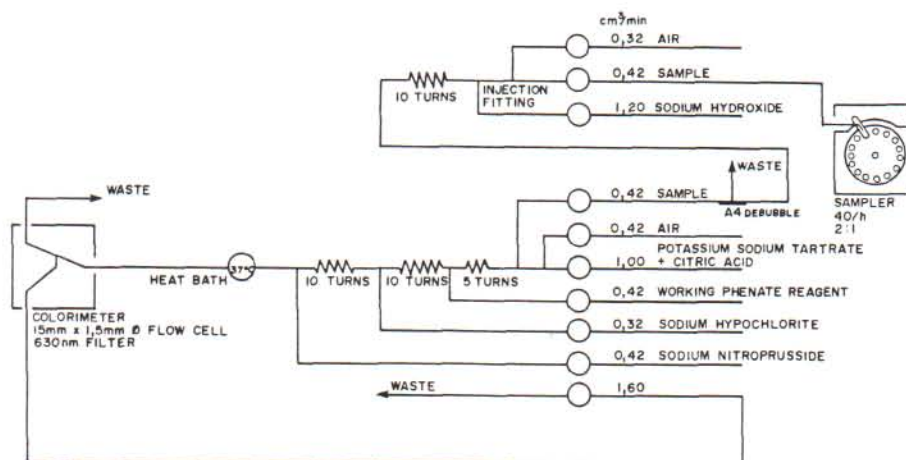 cm³/min
0,32 AIR
0,42 SAMPLE
10 TURNS
INJECTION
FITTING
1,20 SODIUM HYDROXIDE
WASTE
WASTE
0,42 SAMPLE
A4 DEBUBBLE
SAMPLER
40/h
2:1
0,42 AIR
POTASSIUM SODIUM TARTRATE
1,00 + CITRIC ACID
37°C
HEAT BATH
10 TURNS
10 TURNS
5 TURNS
0,42 WORKING PHENATE REAGENT
COLORIMETER
15mm x 1,5mm Ø FLOW CELL
630nm FILTER
0,32 SODIUM HYPOCHLORITE
0,42 SODIUM NITROPRUSSIDE
WASTE
1,60